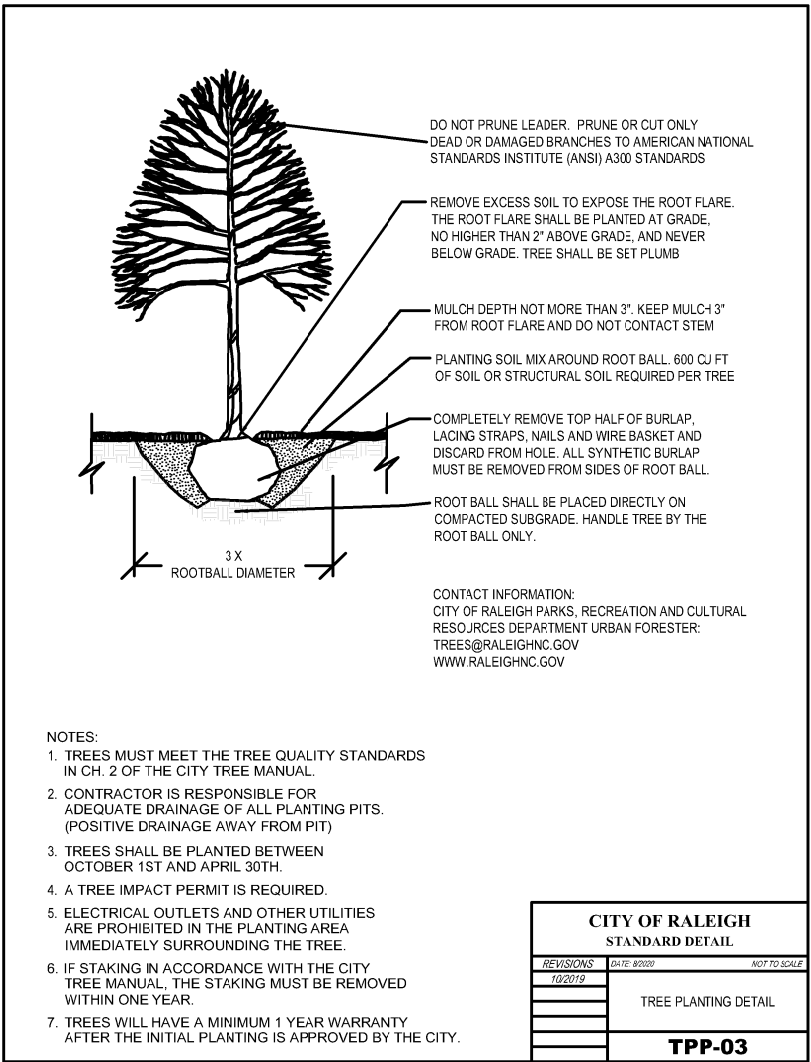 DO NOT PRUNE LEADER. PRUNE OR CUT ONLY
DEAD OR DAMAGED BRANCHES TO AMERICAN NATIONAL
STANDARDS INSTITUTE (ANSI) A300 STANDARDS
REMOVE EXCESS SOIL TO EXPOSE THE ROOT FLARE.
THE ROOT FLARE SHALL BE PLANTED AT GRADE,
NO HIGHER THAN 2" ABOVE GRADE, AND NEVER
BELOW GRADE. TREE SHALL BE SET PLUMB
MULCH DEPTH NOT MORE THAN 3". KEEP MULCH 3"
FROM ROOT FLARE AND DO NOT CONTACT STEM
PLANTING SOIL MIX AROUND ROOT BALL. 600 CU FT
OF SOIL OR STRUCTURAL SOIL REQUIRED PER TREE
COMPLETELY REMOVE TOP HALF OF BURLAP,
LACING STRAPS, NAILS AND WIRE BASKET AND
DISCARD FROM HOLE. ALL SYNTHETIC BURLAP
MUST BE REMOVED FROM SIDES OF ROOT BALL.
ROOT BALL SHALL BE PLACED DIRECTLY ON
COMPACTED SUBGRADE. HANDLE TREE BY THE
ROOT BALL ONLY.
3 X
ROOTBALL DIAMETER
CONTACT INFORMATION:
CITY OF RALEIGH PARKS, RECREATION AND CULTURAL
RESOURCES DEPARTMENT URBAN FORESTER:
TREES@RALEIGHNC.GOV
WWW.RALEIGHNC.GOV
NOTES:
1. TREES MUST MEET THE TREE QUALITY STANDARDS
IN CH. 2 OF THE CITY TREE MANUAL.
2. CONTRACTOR IS RESPONSIBLE FOR
ADEQUATE DRAINAGE OF ALL PLANTING PITS.
(POSITIVE DRAINAGE AWAY FROM PIT)
3. TREES SHALL BE PLANTED BETWEEN
OCTOBER 1ST AND APRIL 30TH.
4. A TREE IMPACT PERMIT IS REQUIRED.
5. ELECTRICAL OUTLETS AND OTHER UTILITIES
ARE PROHIBITED IN THE PLANTING AREA
IMMEDIATELY SURROUNDING THE TREE.
6. IF STAKING IN ACCORDANCE WITH THE CITY
TREE MANUAL, THE STAKING MUST BE REMOVED
WITHIN ONE YEAR.
7. TREES WILL HAVE A MINIMUM 1 YEAR WARRANTY
AFTER THE INITIAL PLANTING IS APPROVED BY THE CITY.
CITY OF RALEIGH
STANDARD DETAIL
REVISIONS
DATE: 8/2020
NOT TO SCALE
10/2019
TREE PLANTING DETAIL
TPP-03